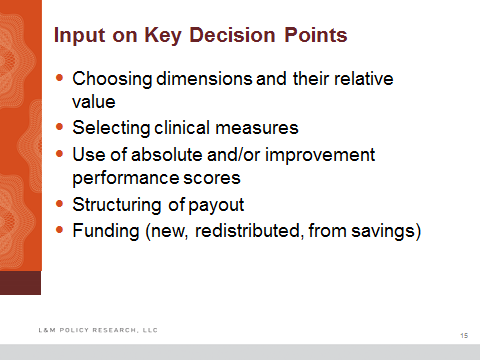 Input on Key Decision Points
• Choosing dimensions and their relative
value
• Selecting clinical measures
• Use of absolute and/or improvement
performance scores
• Structuring of payout
• Funding (new, redistributed, from savings)
L&M POLICY RESEARCH, LLC
15